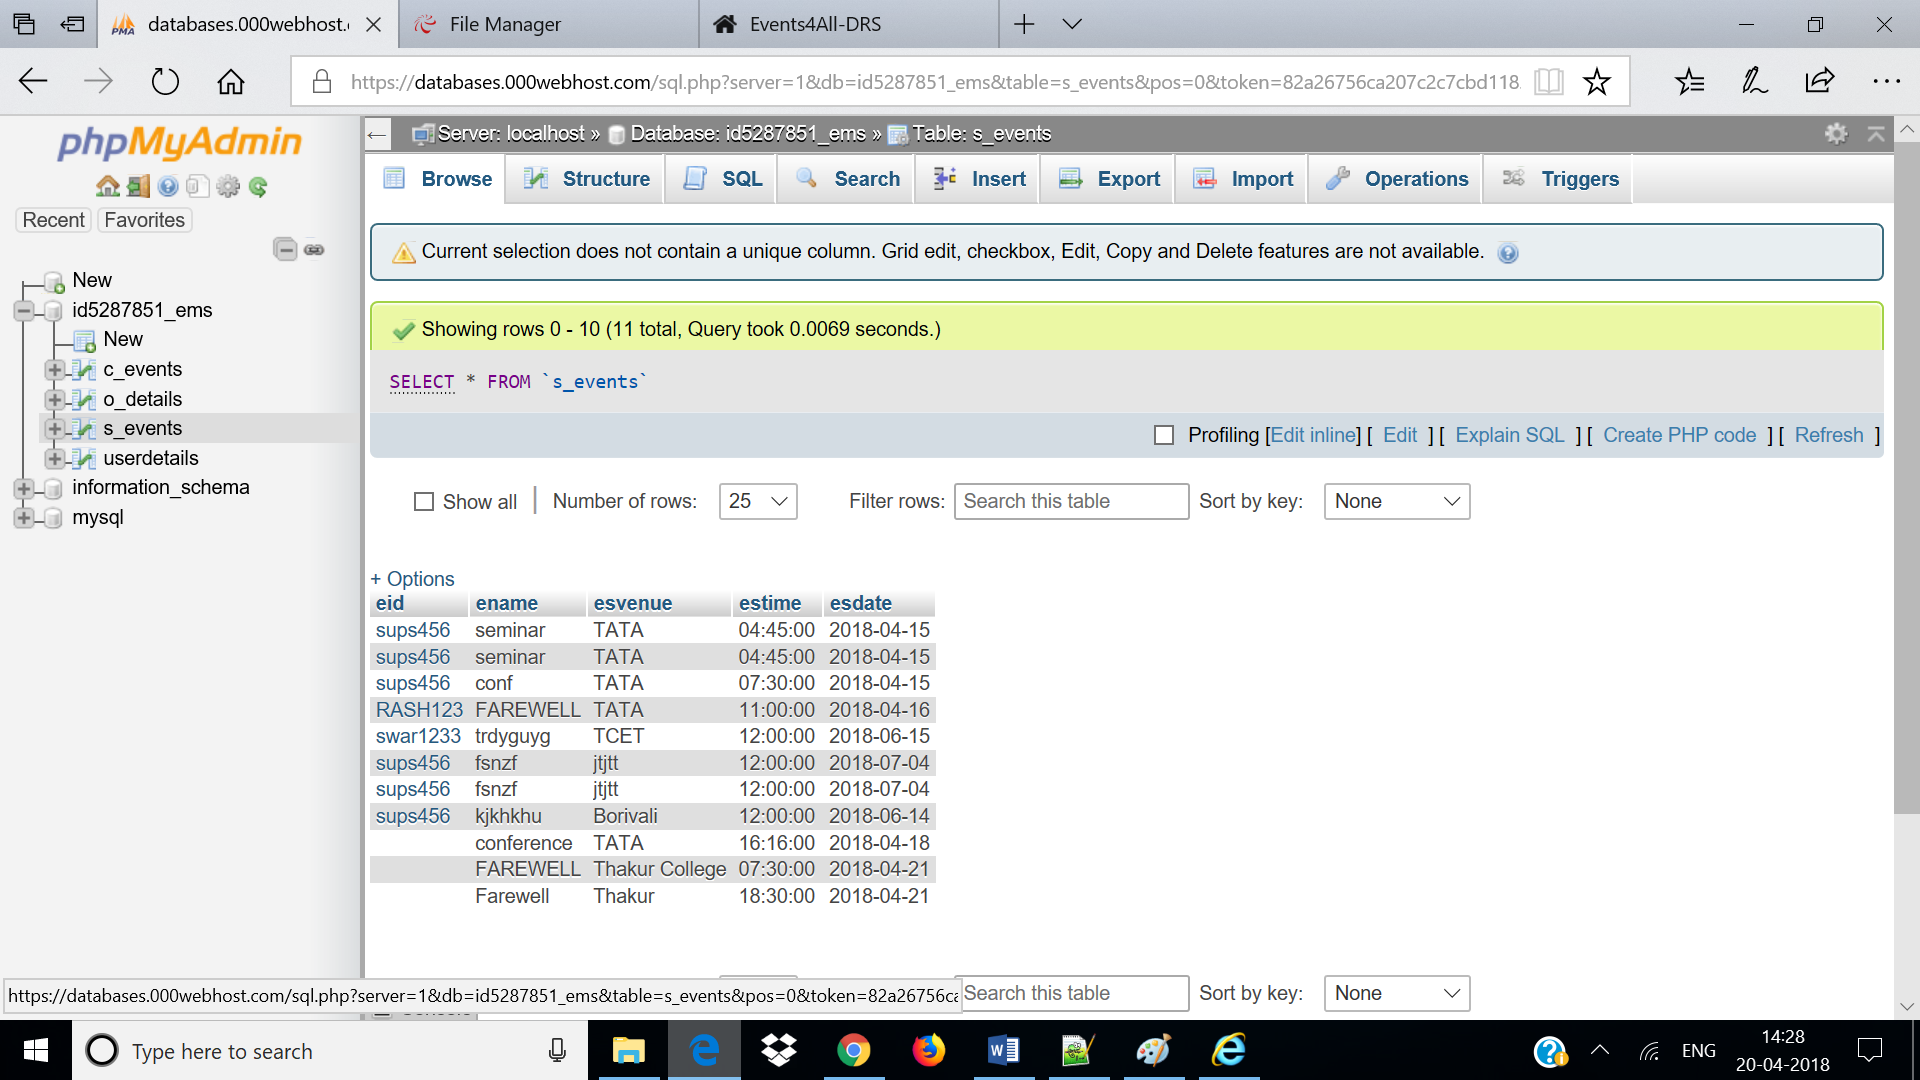 databases.000webhost.
File Manager
Events4All-DRS
https://databases.000webhost.com/sql.php?server=1&db=id5287851_ems&table=s_events&pos=0&token=82a26756ca207c2c7cbd118.
phpMyAdmin
Recent Favorites
New
id5287851_ems
New
c_events
o_details
s_events
userdetails
information_schema
mysql
Server: localhost » Database: id5287851_ems » Table: s_events
Browse Structure SQL Search Insert Export Import Operations Triggers
Current selection does not contain a unique column. Grid edit, checkbox, Edit, Copy and Delete features are not available.
Showing rows 0 - 10 (11 total, Query took 0.0069 seconds.)
SELECT * FROM `s_events`
Profiling [Edit inline] [ Edit ] [ Explain SQL ] [ Create PHP code ] [ Refresh ]
Show all | Number of rows: 25 Filter rows: Search this table Sort by key: None
+ Options
eid ename esvenue estime esdate
sups456 seminar TATA 04:45:00 2018-04-15
sups456 seminar TATA 04:45:00 2018-04-15
sups456 conf TATA 07:30:00 2018-04-15
RASH123 FAREWELL TATA 11:00:00 2018-04-16
swar1233 trdyguyg TCET 12:00:00 2018-06-15
sups456 fsnzf jtjtt 12:00:00 2018-07-04
sups456 fsnzf jtjtt 12:00:00 2018-07-04
sups456 kjkhkhu Borivali 12:00:00 2018-06-14
conference TATA 16:16:00 2018-04-18
FAREWELL Thakur College 07:30:00 2018-04-21
Farewell Thakur 18:30:00 2018-04-21
Search this table Sort by key: None
https://databases.000webhost.com/sql.php?server=1&db=id5287851_ems&table=s_events&pos=0&token=82a26756ca
Type here to search
ENG
14:28
20-04-2018